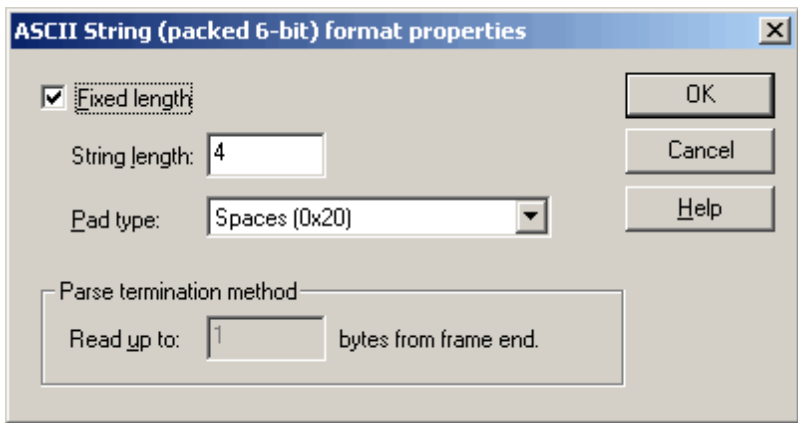 ASCII String (packed 6-bit) format properties
Fixed length
OK
String length: 4
Cancel
Pad type: Spaces (0x20)
Help
Parse termination method
Read up to: 1 bytes from frame end.